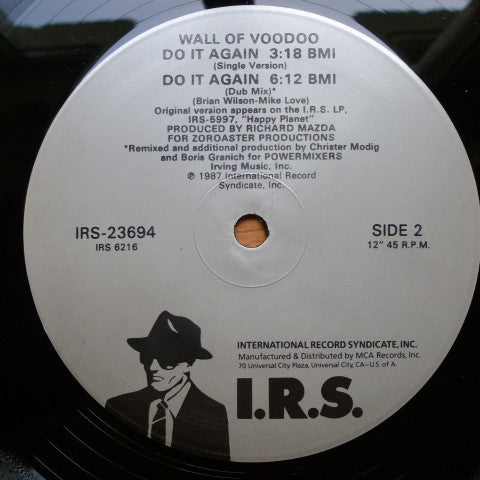 WALL OF VOODOO
DO IT AGAIN 3:18 BMI
(Single Version)
DO IT AGAIN 6:12 BMI
(Dub Mix)*
(Brian Wilson-Mike Love)
Original version appears on the I.R.S. LP,
IRS-5997, "Happy Planet"
PRODUCED BY RICHARD MAZDA
FOR ZOROASTER PRODUCTIONS
*Remixed and additional production by Christer Modig
and Boris Granich for POWERMIXERS
Irving Music, Inc.
℗ 1987 International Record
Syndicate, Inc.
IRS-23694
IRS 6216
SIDE 2
12" 45 R.P.M.
INTERNATIONAL RECORD SYNDICATE, INC.
Manufactured & Distributed by MCA Records, Inc.
70 Universal City Plaza, Universal City, CA–U.S. of A.
I.R.S.